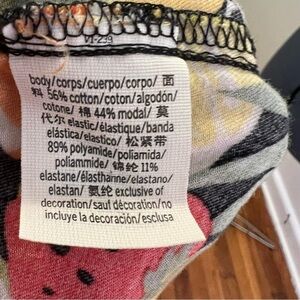 VT-299
body/corps/cuerpo/corpo/ 面
料 56% cotton/coton/algodón/
cotone/ 棉 44% modal/ 莫
代尔 elastic/élastique/banda
elástica/elastico/ 松紧带
89% polyamide/poliamida/
poliammide/ 锦纶 11%
elastane/élasthanne/elastano/
elastan/ 氨纶 exclusive of
decoration/sauf décoration/no
incluye la decoración/esclusa